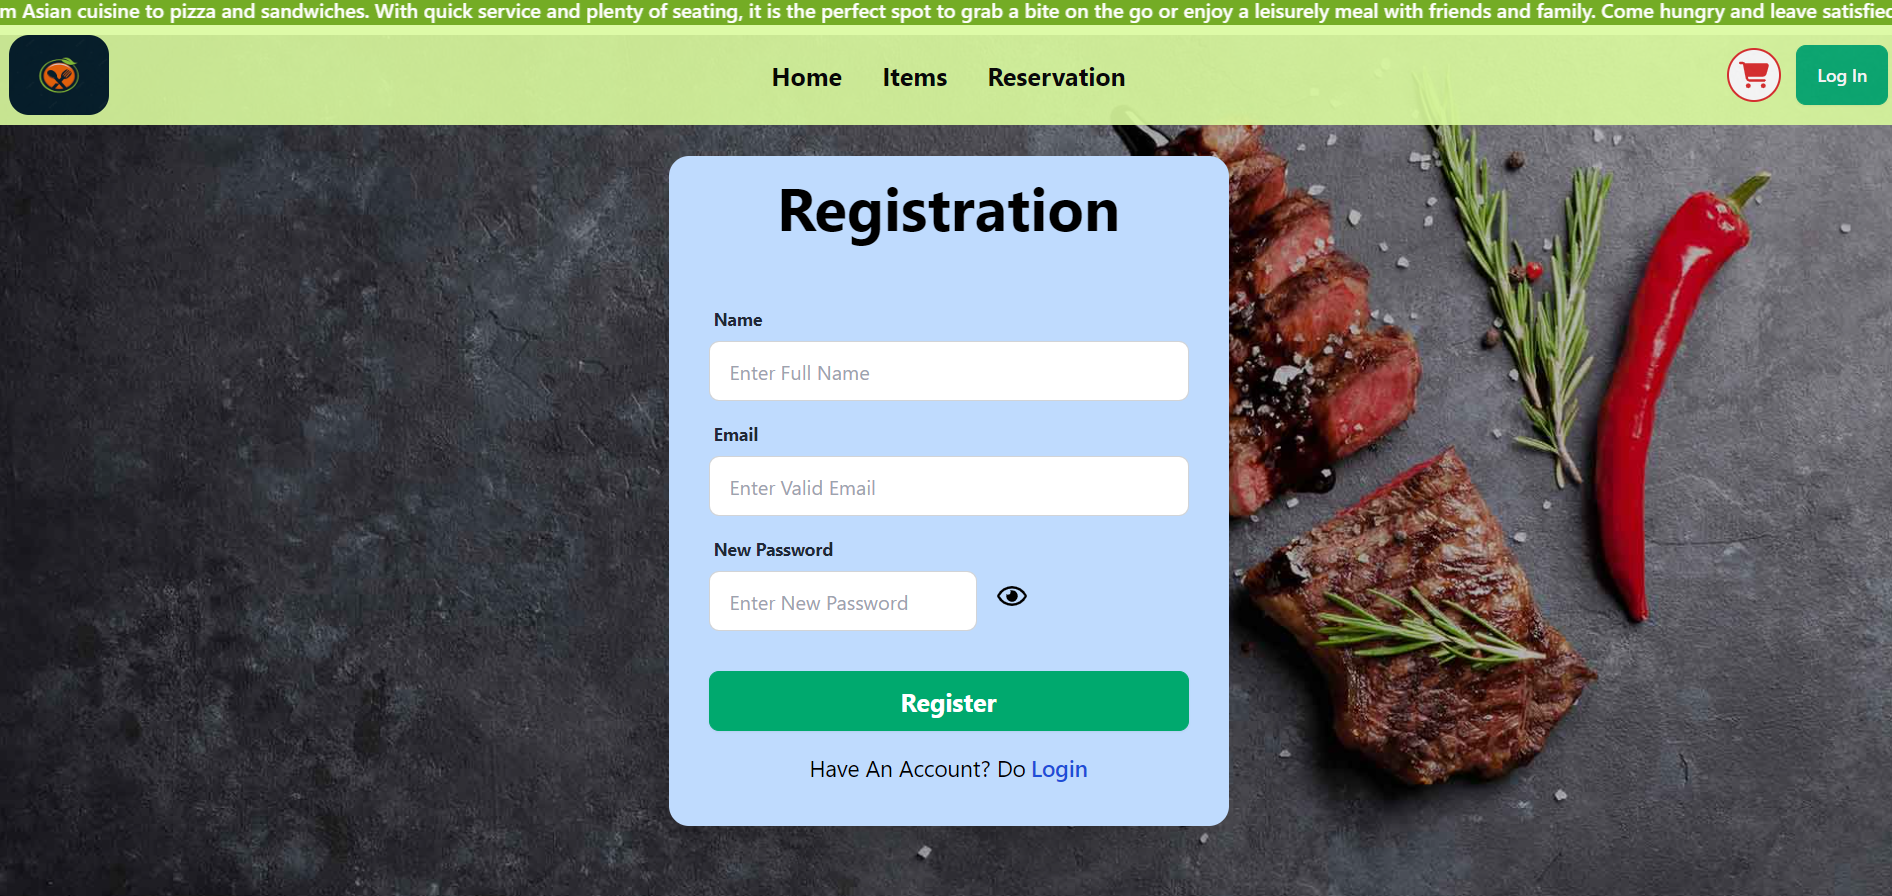 m Asian cuisine to pizza and sandwiches. With quick service and plenty of seating, it is the perfect spot to grab a bite on the go or enjoy a leisurely meal with friends and family. Come hungry and leave satisfied
Home Items Reservation
Log In
Registration
Name
Enter Full Name
Email
Enter Valid Email
New Password
Enter New Password
Register
Have An Account? Do Login